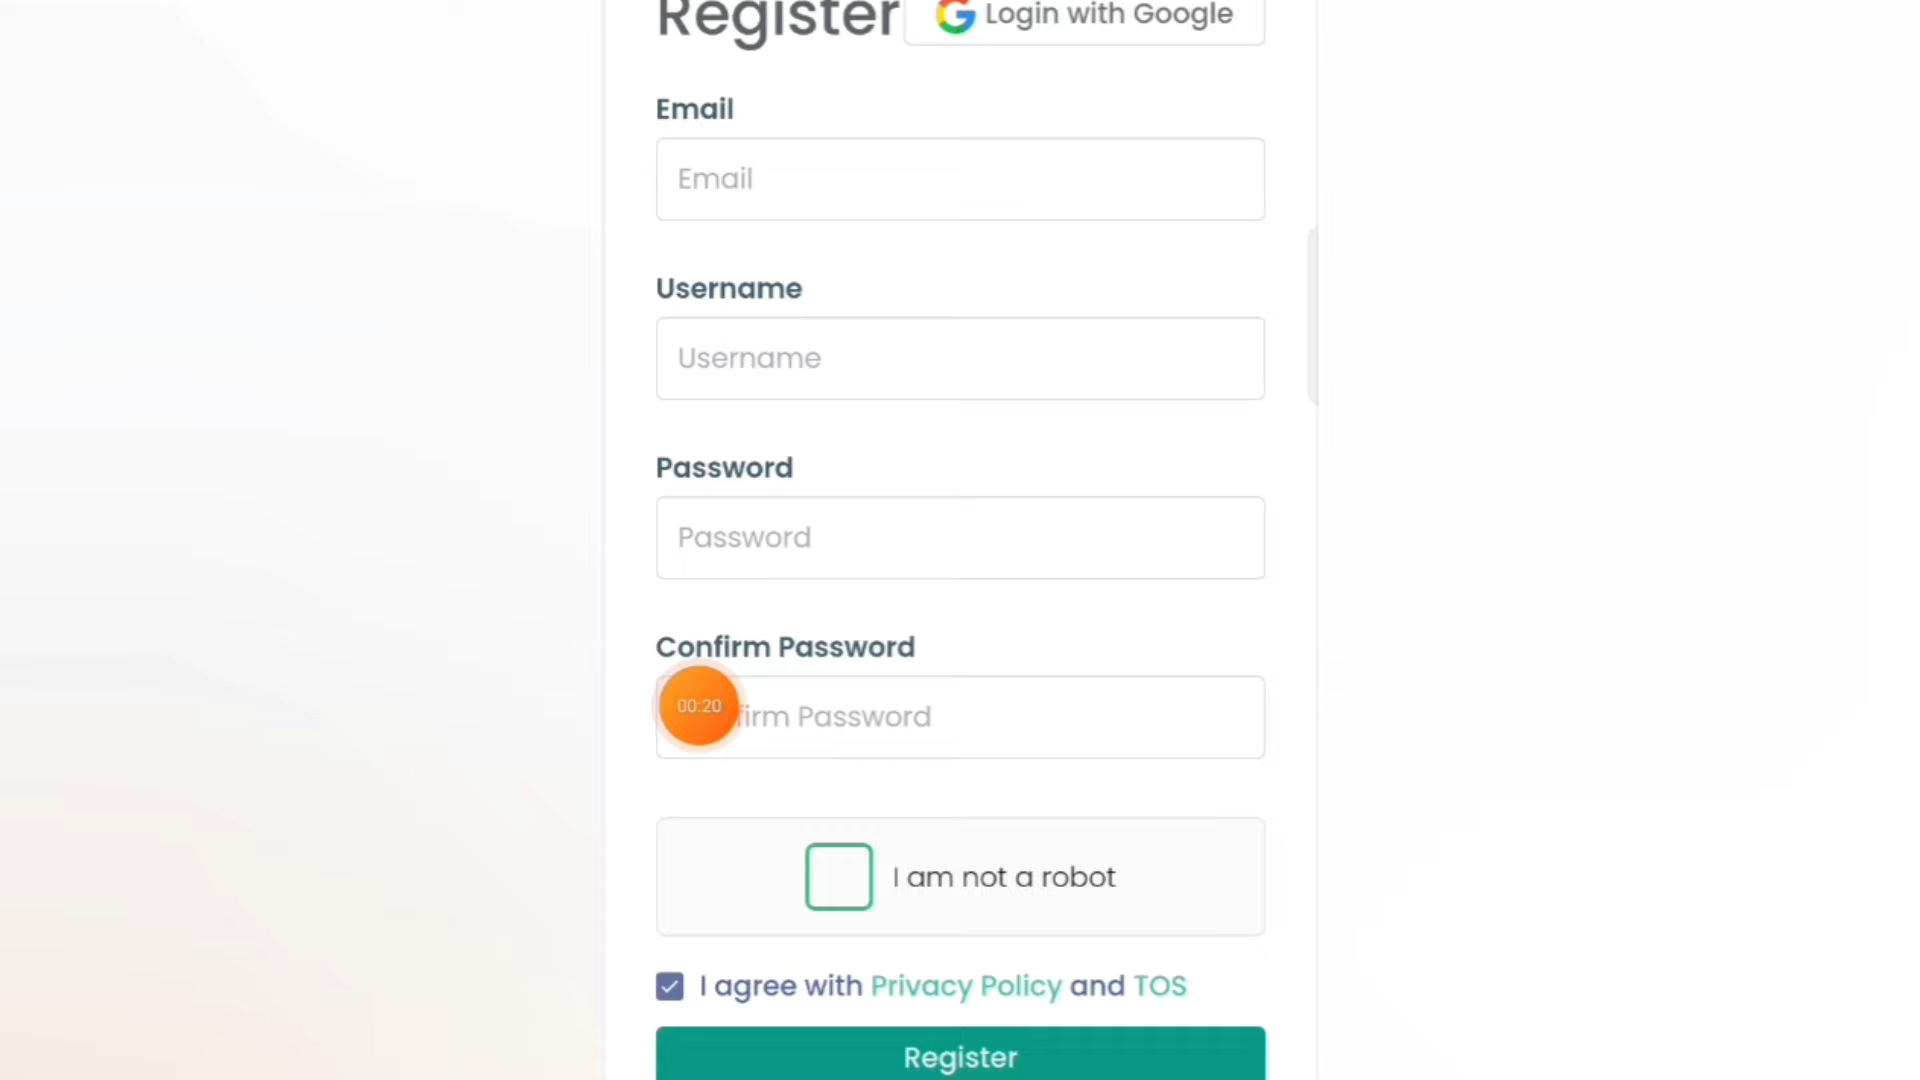 Register
Login with Google
Email
Email
Username
Username
Password
Password
Confirm Password
00:20
firm Password
I am not a robot
I agree with Privacy Policy and TOS
Register